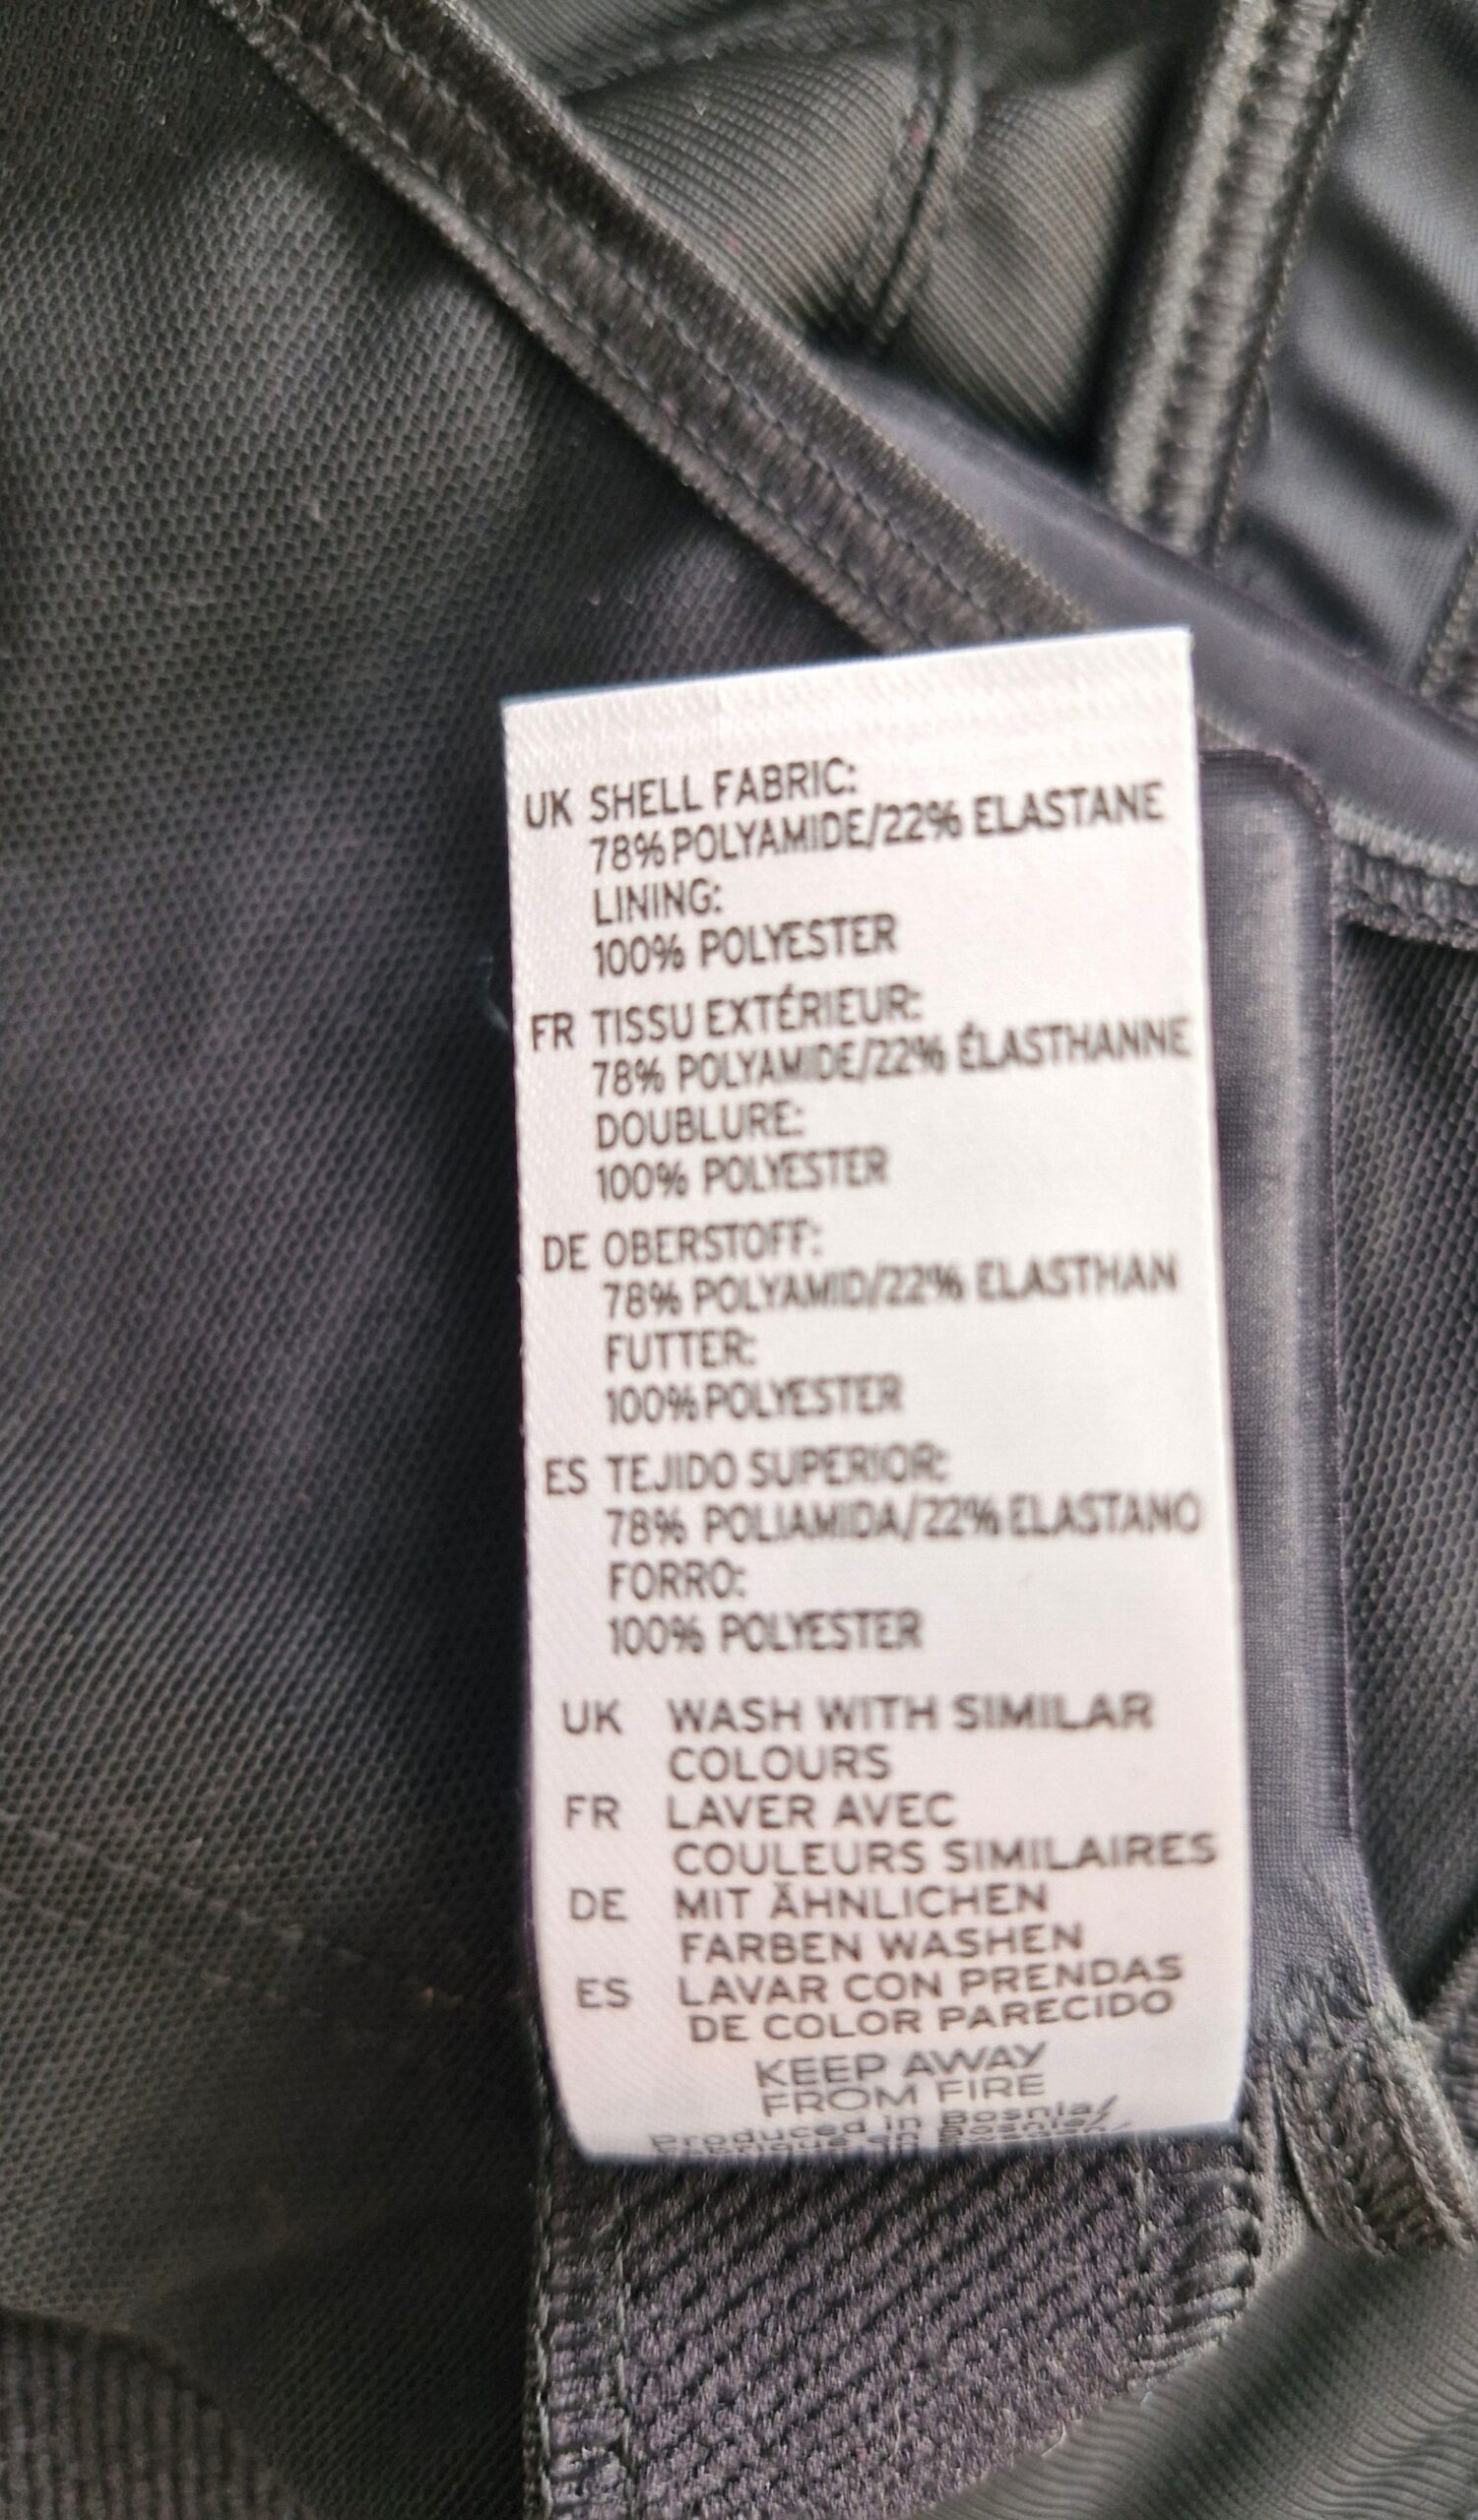 UK SHELL FABRIC:
78% POLYAMIDE/22% ELASTANE
LINING:
100% POLYESTER
FR TISSU EXTÉRIEUR:
78% POLYAMIDE/22% ÉLASTHANNE
DOUBLURE:
100% POLYESTER
DE OBERSTOFF:
78% POLYAMID/22% ELASTHAN
FUTTER:
100% POLYESTER
ES TEJIDO SUPERIOR:
78% POLIAMIDA/22% ELASTANO
FORRO:
100% POLYESTER
UK WASH WITH SIMILAR
COLOURS
FR LAVER AVEC
COULEURS SIMILAIRES
DE MIT ÄHNLICHEN
FARBEN WASHEN
ES LAVAR CON PRENDAS
DE COLOR PARECIDO
KEEP AWAY
FROM FIRE
Produced in Bosnia/